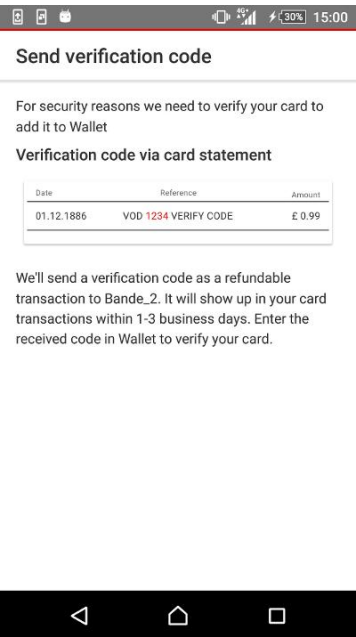 4G+ 30% 15:00
Send verification code
For security reasons we need to verify your card to
add it to Wallet
Verification code via card statement
Date Reference Amount
01.12.1886 VOD 1234 VERIFY CODE £ 0.99
We'll send a verification code as a refundable
transaction to Bande_2. It will show up in your card
transactions within 1-3 business days. Enter the
received code in Wallet to verify your card.